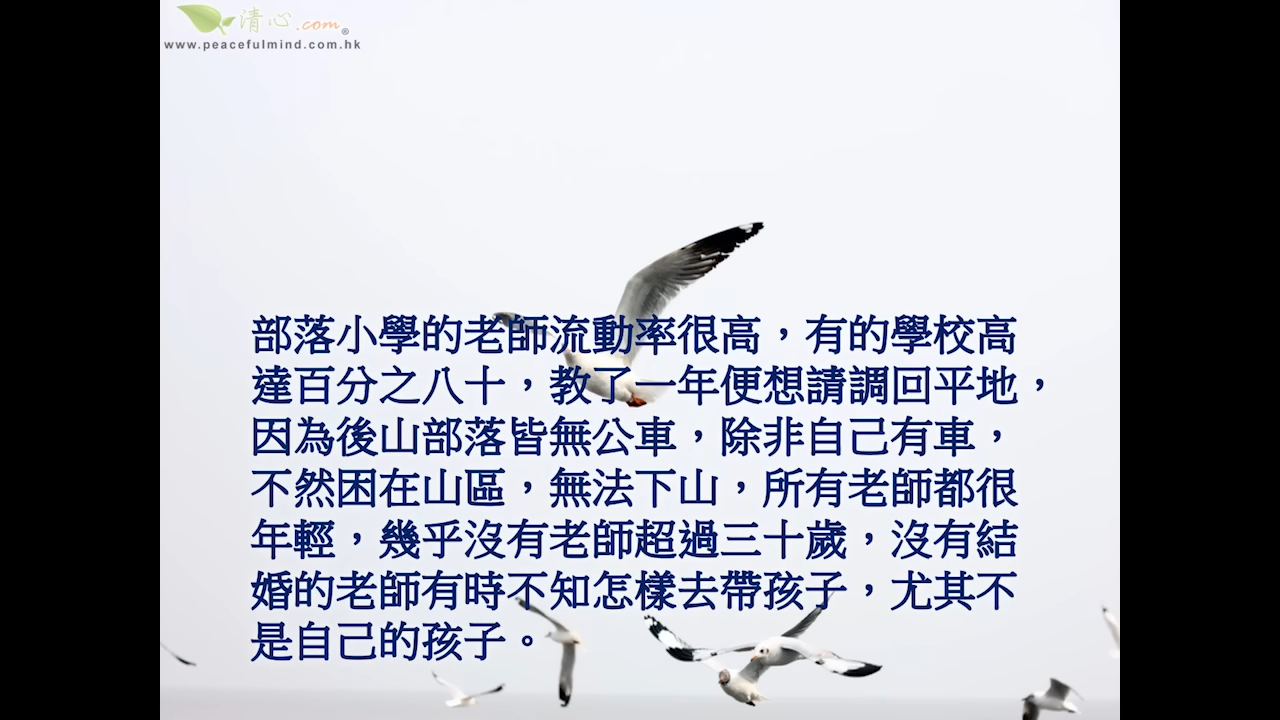 清心.com®
www.peacefulmind.com.hk
部落小學的老師流動率很高，有的學校高
達百分之八十，教了一年便想請調回平地，
因為後山部落皆無公車，除非自己有車，
不然困在山區，無法下山，所有老師都很
年輕，幾乎沒有老師超過三十歲，沒有結
婚的老師有時不知怎樣去帶孩子，尤其不
是自己的孩子。